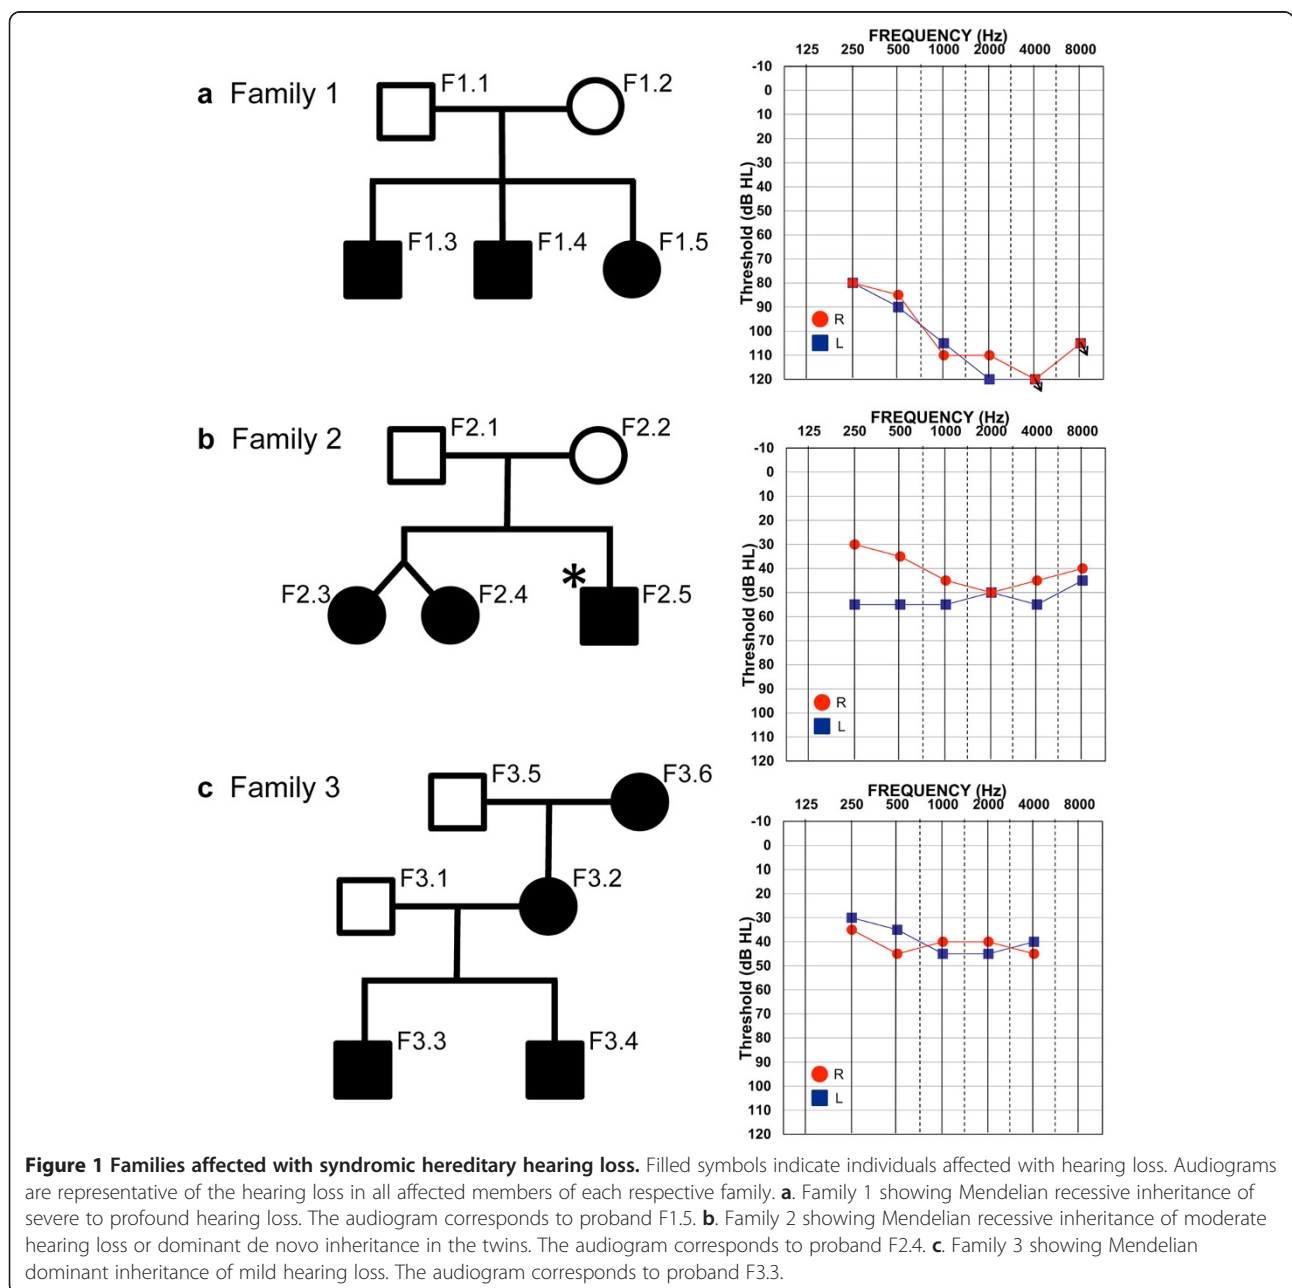 a Family 1
F1.1
F1.2
F1.3
F1.4
F1.5
FREQUENCY (Hz)
125 250 500 1000 2000 4000 8000
Threshold (dB HL)
-10
0
10
20
30
40
50
60
70
80
90
100
110
120
R
L
b Family 2
F2.1
F2.2
F2.3
F2.4
*
F2.5
FREQUENCY (Hz)
125 250 500 1000 2000 4000 8000
Threshold (dB HL)
-10
0
10
20
30
40
50
60
70
80
90
100
110
120
R
L
c Family 3
F3.5
F3.6
F3.1
F3.2
F3.3
F3.4
FREQUENCY (Hz)
125 250 500 1000 2000 4000 8000
Threshold (dB HL)
-10
0
10
20
30
40
50
60
70
80
90
100
110
120
R
L
Figure 1 Families affected with syndromic hereditary hearing loss. Filled symbols indicate individuals affected with hearing loss. Audiograms
are representative of the hearing loss in all affected members of each respective family. a. Family 1 showing Mendelian recessive inheritance of
severe to profound hearing loss. The audiogram corresponds to proband F1.5. b. Family 2 showing Mendelian recessive inheritance of moderate
hearing loss or dominant de novo inheritance in the twins. The audiogram corresponds to proband F2.4. c. Family 3 showing Mendelian
dominant inheritance of mild hearing loss. The audiogram corresponds to proband F3.3.